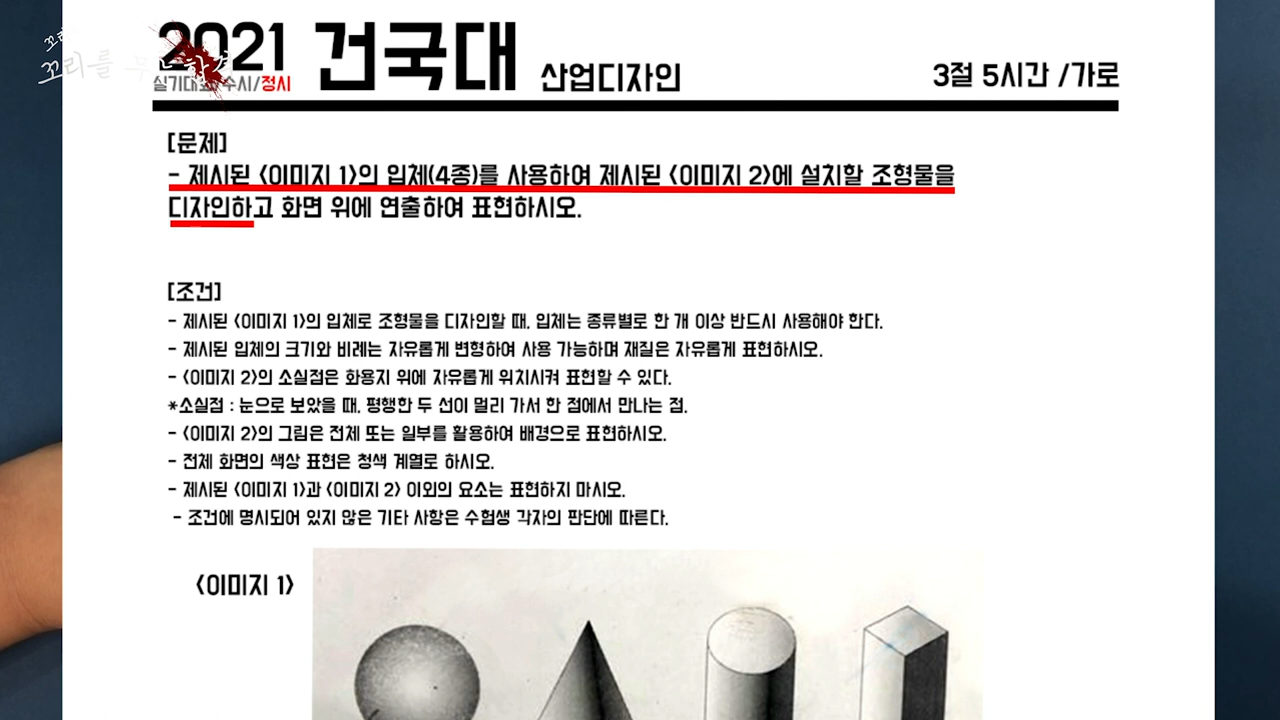 2021 건국대 산업디자인 3절 5시간 /가로
수시/정시
[문제]
- 제시된 <이미지 1>의 입체(4종)를 사용하여 제시된 <이미지 2>에 설치할 조형물을
디자인하고 화면 위에 연출하여 표현하시오.
[조건]
- 제시된 <이미지 1>의 입체로 조형물을 디자인할 때, 입체는 종류별로 한 개 이상 반드시 사용해야 한다.
- 제시된 입체의 크기와 비례는 자유롭게 변형하여 사용 가능하며 재질은 자유롭게 표현하시오.
- <이미지 2>의 소실점은 화용지 위에 자유롭게 위치시켜 표현할 수 있다.
*소실점 : 눈으로 보았을 때, 평행한 두 선이 멀리 가서 한 점에서 만나는 점.
- <이미지 2>의 그림은 전체 또는 일부를 활용하여 배경으로 표현하시오.
- 전체 화면의 색상 표현은 청색 계열로 하시오.
- 제시된 <이미지 1>과 <이미지 2> 이외의 요소는 표현하지 마시오.
- 조건에 명시되어 있지 않은 기타 사항은 수험생 각자의 판단에 따른다.
<이미지 1>